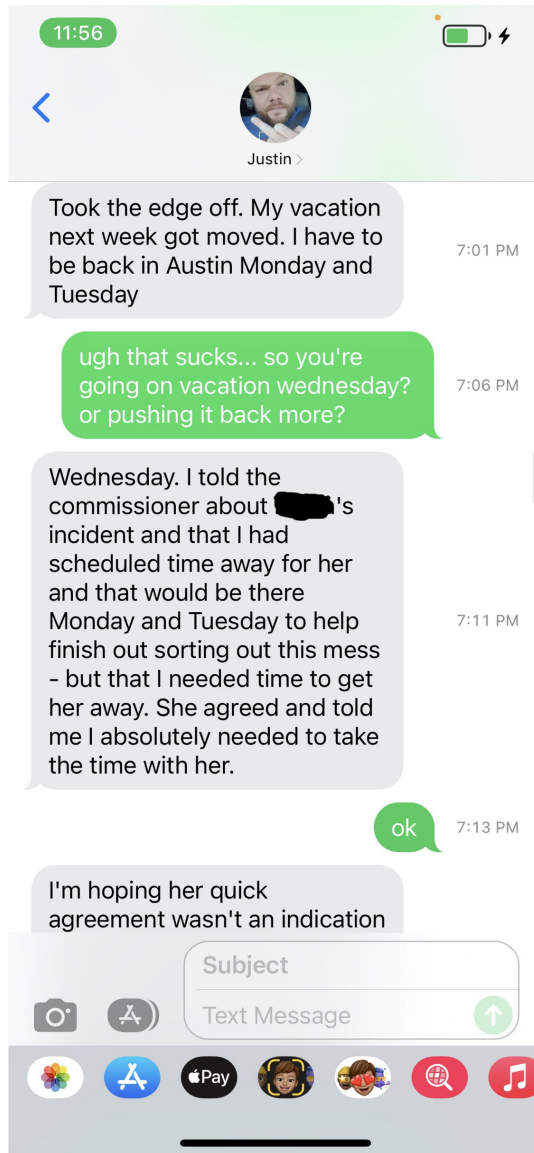 11:56
Justin
Took the edge off. My vacation
next week got moved. I have to
be back in Austin Monday and
Tuesday
7:01 PM
ugh that sucks... so you're
going on vacation wednesday?
or pushing it back more?
7:06 PM
Wednesday. I told the
commissioner about 's
incident and that I had
scheduled time away for her
and that would be there
Monday and Tuesday to help
finish out sorting out this mess
- but that I needed time to get
her away. She agreed and told
me I absolutely needed to take
the time with her.
7:11 PM
ok
7:13 PM
I'm hoping her quick
agreement wasn't an indication
Subject
Text Message
Pay